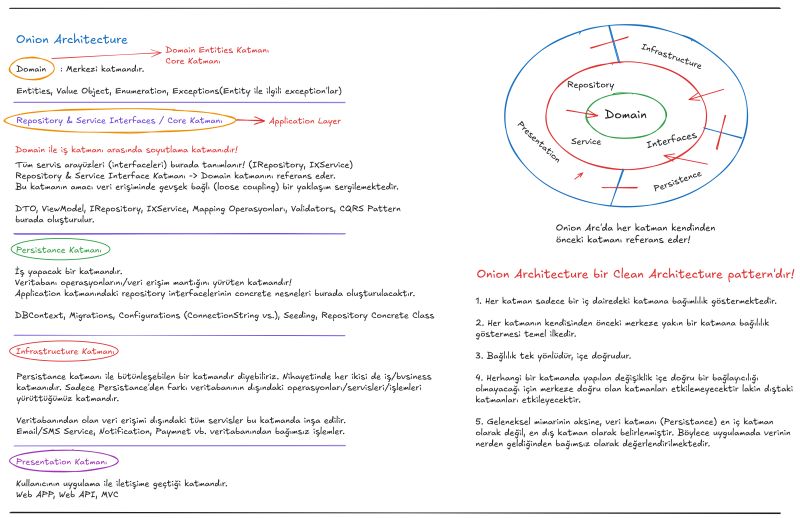 Onion Architecture
Domain : Merkezi katmandır.
Domain Entities Katmanı
Core Katmanı
Entities, Value Object, Enumeration, Exceptions(Entity ile ilgili exception'lar)
Repository & Service Interfaces / Core Katmanı
Application Layer
Domain ile iş katmanı arasında soyutlama katmanıdır!
Tüm servis arayüzleri (interfaceleri) burada tanımlanır! (IRepository, IXService)
Repository & Service Interface Katmanı -> Domain katmanını referans eder.
Bu katmanın amacı veri erişiminde gevşek bağlı (loose coupling) bir yaklaşım sergilemektedir.
DTO, ViewModel, IRepository, IXService, Mapping Operasyonları, Validators, CQRS Pattern
burada oluşturulur.
Persistance Katmanı
İş yapacak bir katmandır.
Veritabanı operasyonlarını/veri erişim mantığını yürüten katmandır!
Application katmanındaki repository interfacelerinin concrete nesneleri burada oluşturulacaktır.
DBContext, Migrations, Configurations (ConnectionString vs.), Seeding, Repository Concrete Class
Infrastructure Katmanı
Persistance katmanı ile bütünleşebilen bir katmandır diyebiliriz. Nihayetinde her ikisi de iş/bvsness
katmanıdır. Sadece Persistance'den farkı veritabanının dışındaki operasyonları/servisleri/işlemleri
yürüttüğümüz katmandır.
Veritabanından olan veri erişimi dışındaki tüm servisler bu katmanda inşa edilir.
Email/SMS Service, Notification, Paymnet vb. veritabanından bağımsız işlemler.
Presentation Katmanı
Kullanıcının uygulama ile iletişime geçtiği katmandır.
Web APP, Web API, MVC
Infrastructure
Repository
Domain
Presentation
Service
Interfaces
Persistence
Onion Arc'da her katman kendinden
önceki katmanı referans eder!
Onion Architecture bir Clean Architecture pattern'dır!
1. Her katman sadece bir iç dairedeki katmana bağımlılık göstermektedir.
2. Her katmanın kendisinden önceki merkeze yakın bir katmana bağlılık
göstermesi temel ilkedir.
3. Bağlılık tek yönlüdür, içe doğrudur.
4. Herhangi bir katmanda yapılan değişiklik içe doğru bir bağlayıcılığı
olmayacağı için merkeze doğru olan katmanları etkilemeyecektir lakin dıştaki
katmanları etkileyecektir.
5. Geleneksel mimarinin aksine, veri katmanı (Persistance) en iç katman
olarak değil, en dış katman olarak belirlenmiştir. Böylece uygulamada verinin
nerden geldiğinden bağımsız olarak değerlendirilmektedir.